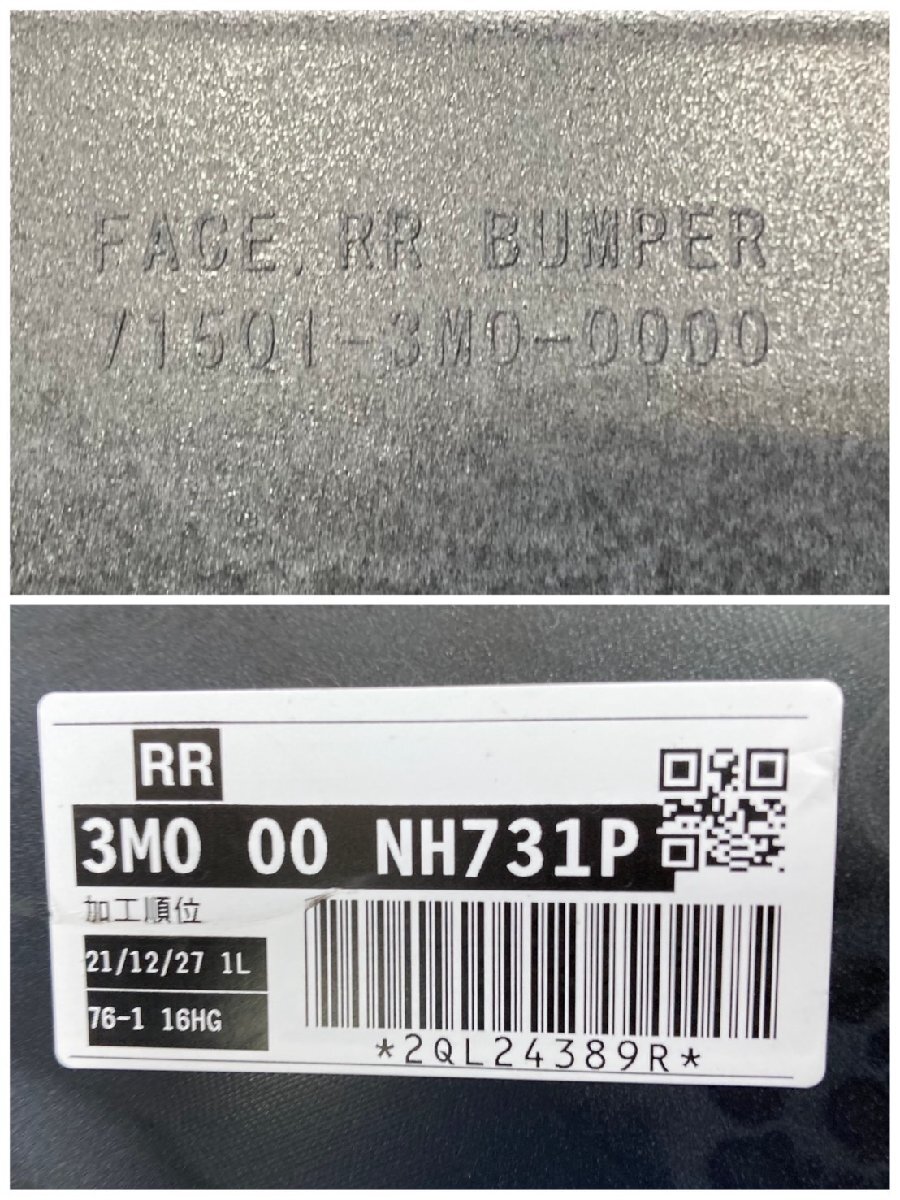 FACE, RR BUMPER
71501-3M0-0000
RR
3M0 00 NH731P
加工順位
21/12/27 1L
76-1 16HG
*2QL24389R*